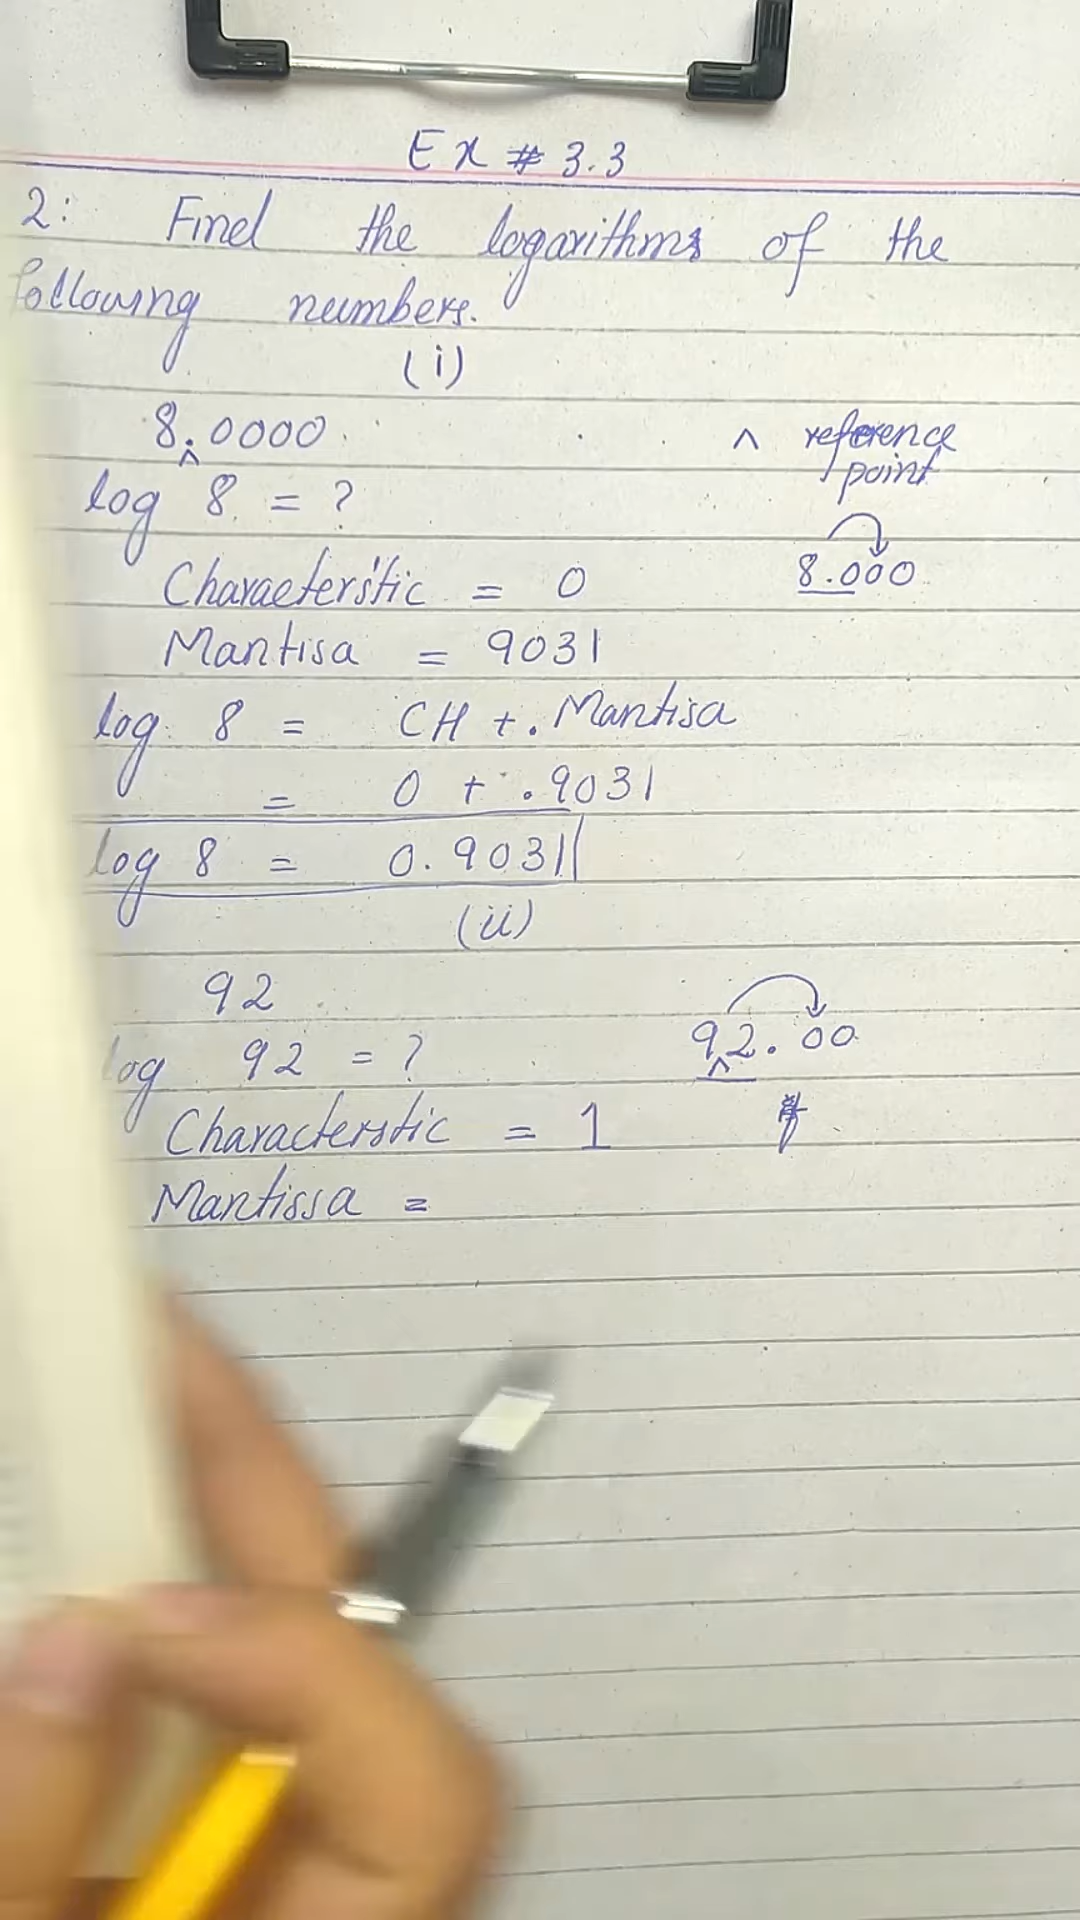 Ex # 3.3
2: Find the logarithms of the
following numbers.
(i)
8.0000
^ reference
point
log 8 = ?
8.000
Characteristic = 0
Mantisa = 9031
log 8 = CH + . Mantisa
= 0 + .9031
log 8 = 0.9031
(ii)
92
92.00
log 92 = ?
Characterstic = 1
Mantissa =